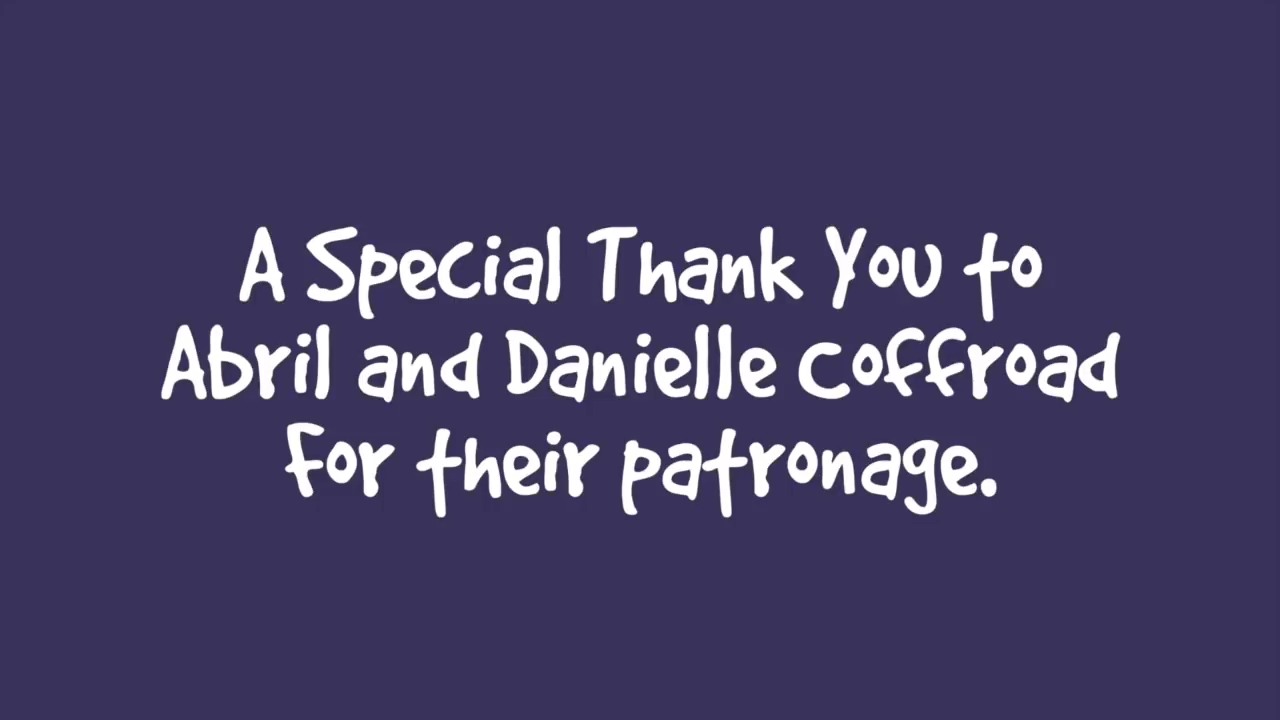 A Special Thank You to
Abril and Danielle Coffroad
For their patronage.